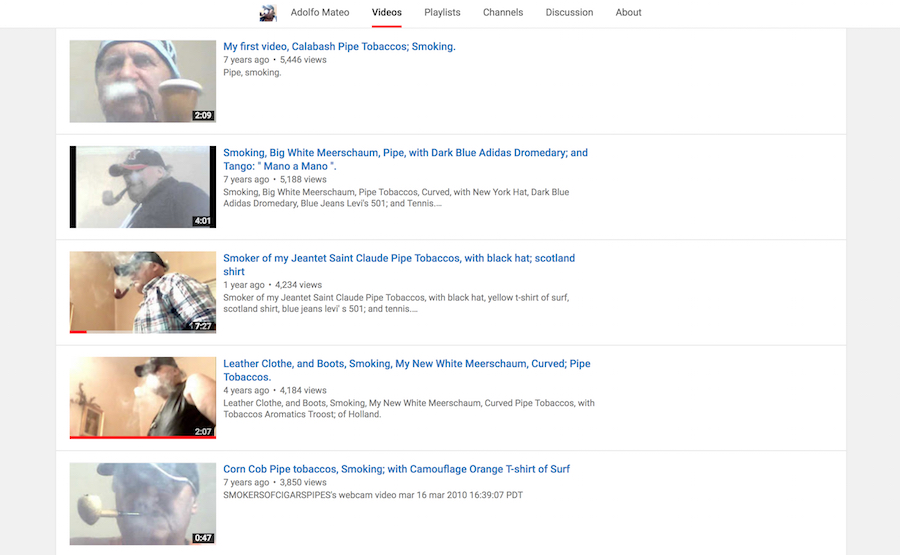 Adolfo Mateo Videos Playlists Channels Discussion About
My first video, Calabash Pipe Tobaccos; Smoking.
7 years ago • 5,446 views
Pipe, smoking.
2:09
Smoking, Big White Meerschaum, Pipe, with Dark Blue Adidas Dromedary; and
Tango: " Mano a Mano ".
7 years ago • 5,188 views
Smoking, Big White Meerschaum, Pipe Tobaccos, Curved, with New York Hat, Dark Blue
Adidas Dromedary, Blue Jeans Levi's 501; and Tennis....
4:01
Smoker of my Jeantet Saint Claude Pipe Tobaccos, with black hat; scotland
shirt
1 year ago • 4,234 views
Smoker of my Jeantet Saint Claude Pipe Tobaccos, with black hat, yellow t-shirt of surf,
scotland shirt, blue jeans levi' s 501; and tennis....
17:27
Leather Clothe, and Boots, Smoking, My New White Meerschaum, Curved; Pipe
Tobaccos.
4 years ago • 4,184 views
Leather Clothe, and Boots, Smoking, My New White Meerschaum, Curved Pipe Tobaccos, with
Tobaccos Aromatics Troost; of Holland.
2:07
Corn Cob Pipe tobaccos, Smoking; with Camouflage Orange T-shirt of Surf
7 years ago • 3,850 views
SMOKERSOFCIGARSPIPES's webcam video mar 16 mar 2010 16:39:07 PDT
0:47